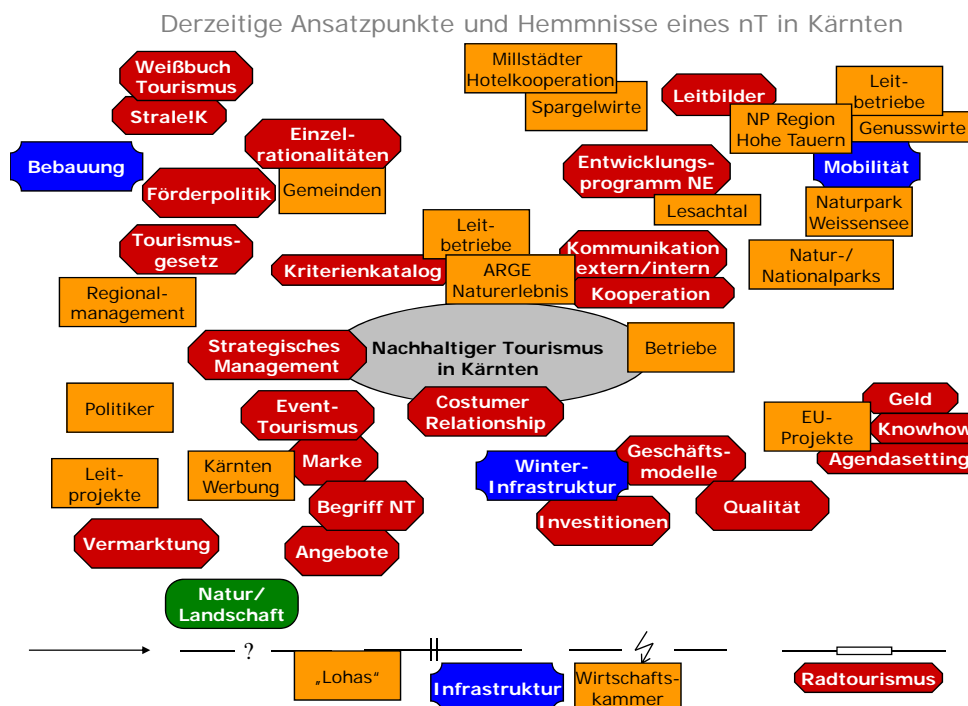 Derzeitige Ansatzpunkte und Hemmnisse eines nT in Kärnten
Weißbuch
Tourismus
Strale!K
Bebauung
Einzel-
rationalitäten
Förderpolitik
Gemeinden
Tourismus-
gesetz
Regional-
management
Millstädter
Hotelkooperation
Spargelwirte
Leitbilder
Leit-
betriebe
NP Region
Hohe Tauern
Genusswirte
Mobilität
Entwicklungs-
programm NE
Lesachtal
Naturpark
Weissensee
Leit-
betriebe
Kriterienkatalog
ARGE
Naturerlebnis
Kommunikation
extern/intern
Kooperation
Natur-/
Nationalparks
Strategisches
Management
Nachhaltiger Tourismus
in Kärnten
Betriebe
Politiker
Event-
Tourismus
Costumer
Relationship
Geld
EU-
Projekte
Knowhow
Agendasetting
Leit-
projekte
Kärnten
Werbung
Marke
Winter-
Infrastruktur
Geschäfts-
modelle
Begriff NT
Investitionen
Qualität
Vermarktung
Angebote
Natur/
Landschaft
?
„Lohas“
Infrastruktur
Wirtschafts-
kammer
Radtourismus